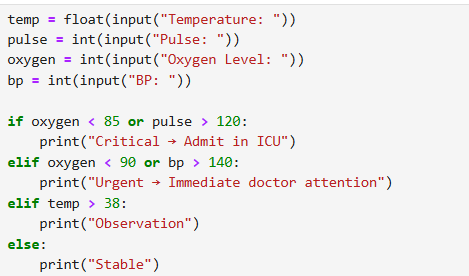 temp = float(input("Temperature: "))
pulse = int(input("Pulse: "))
oxygen = int(input("Oxygen Level: "))
bp = int(input("BP: "))

if oxygen < 85 or pulse > 120:
    print("Critical → Admit in ICU")
elif oxygen < 90 or bp > 140:
    print("Urgent → Immediate doctor attention")
elif temp > 38:
    print("Observation")
else:
    print("Stable")